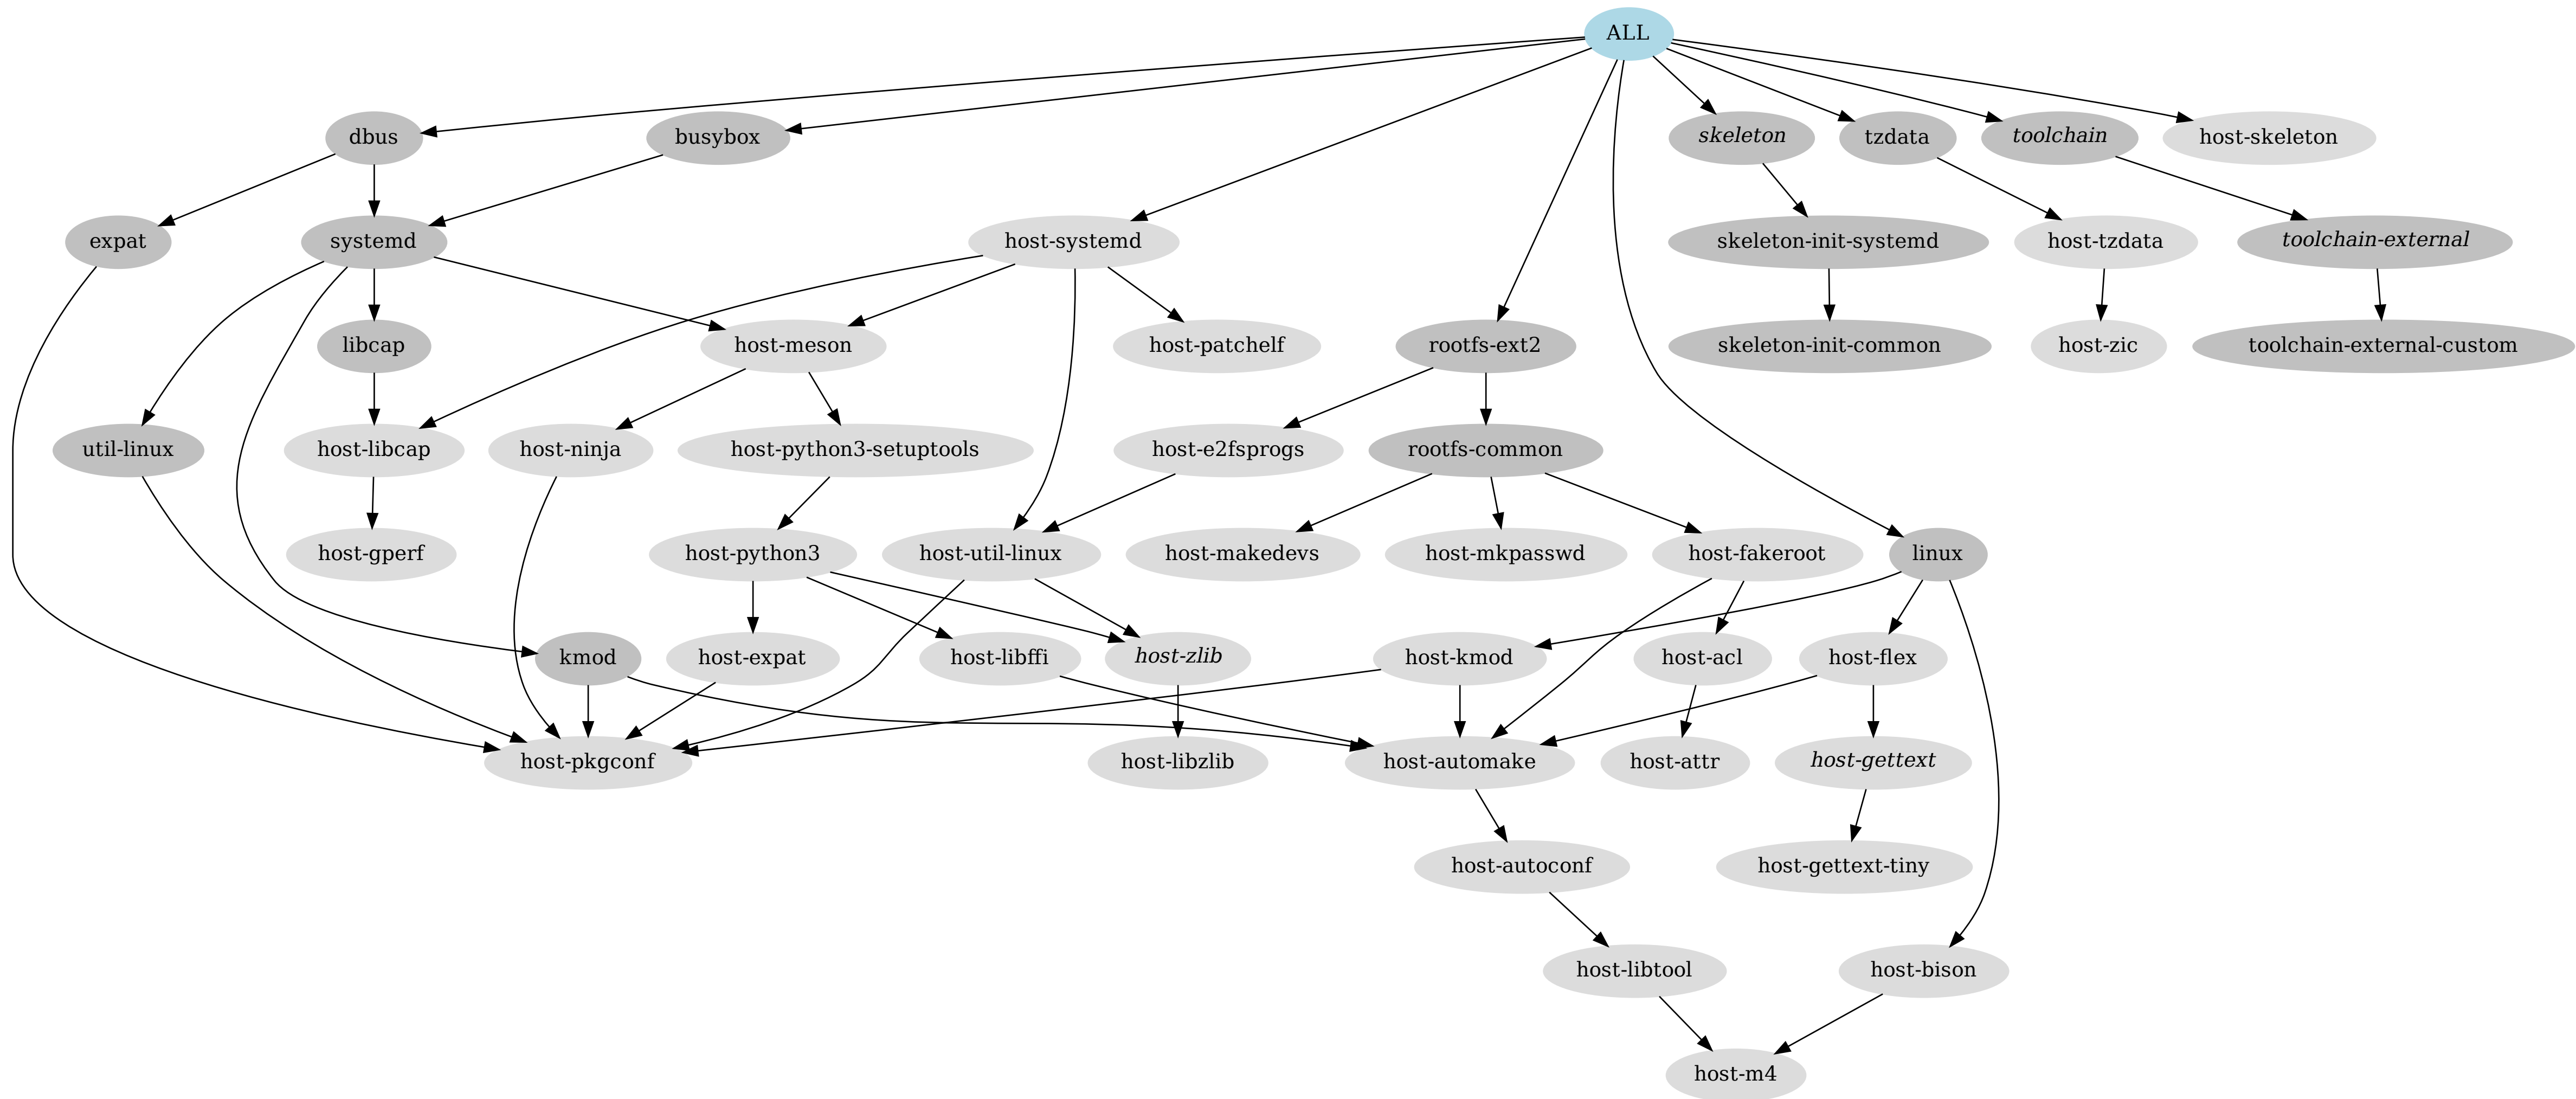 ALL
dbus
busybox
skeleton
tzdata
toolchain
host-skeleton
expat
systemd
host-systemd
skeleton-init-systemd
host-tzdata
toolchain-external
libcap
host-meson
host-patchelf
rootfs-ext2
skeleton-init-common
host-zic
toolchain-external-custom
util-linux
host-libcap
host-ninja
host-python3-setuptools
host-e2fsprogs
rootfs-common
host-gperf
host-python3
host-util-linux
host-makedevs
host-mkpasswd
host-fakeroot
linux
kmod
host-expat
host-libffi
host-zlib
host-kmod
host-acl
host-flex
host-pkgconf
host-libzlib
host-automake
host-attr
host-gettext
host-autoconf
host-gettext-tiny
host-libtool
host-bison
host-m4